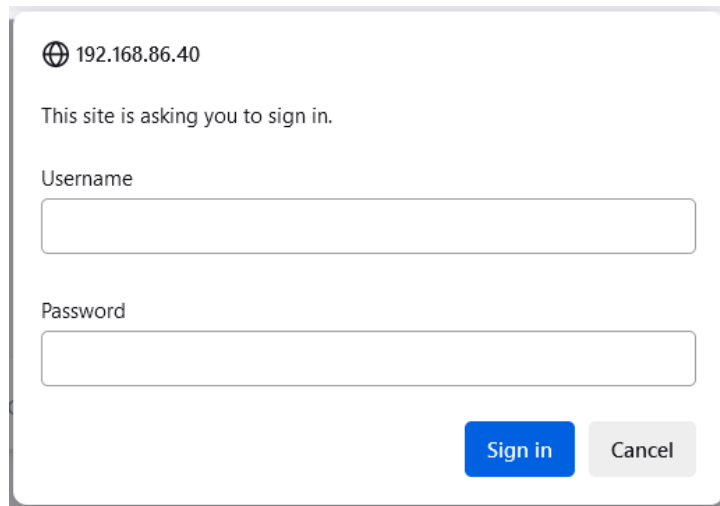 192.168.86.40
This site is asking you to sign in.
Username
Password
Sign in Cancel